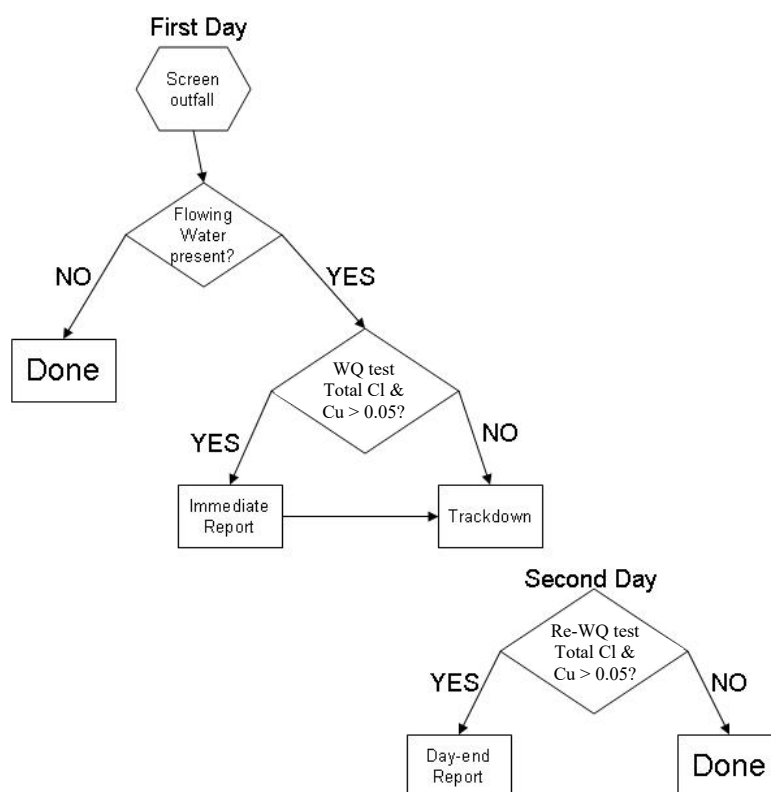 First Day
Screen
outfall
Flowing
Water
present?
NO
YES
Done
WQ test
Total Cl &
Cu > 0.05?
YES
NO
Immediate
Report
Trackdown
Second Day
Re-WQ test
Total Cl &
Cu > 0.05?
YES
NO
Day-end
Report
Done